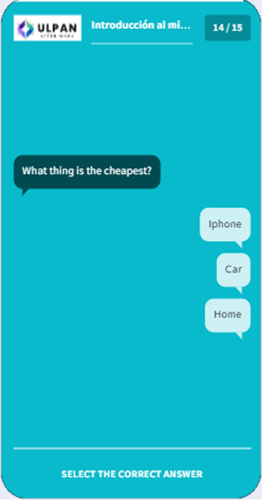 ULPAN
AFTER WORK
Introducción al mi...
14 / 15
What thing is the cheapest?
Iphone
Car
Home
SELECT THE CORRECT ANSWER